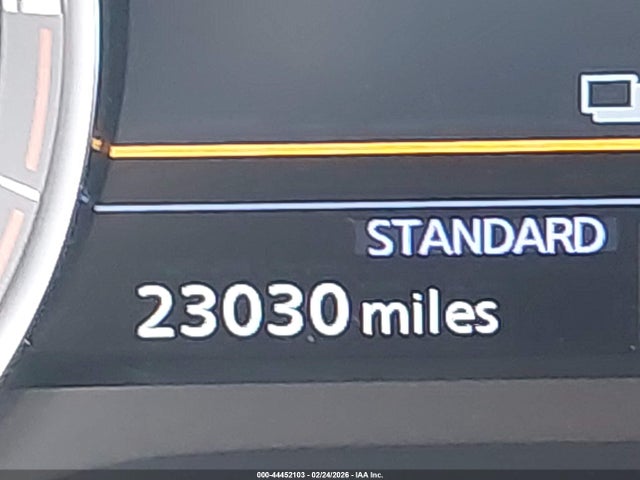 STANDARD
23030 miles
000-44452103 - 02/24/2026 - IAA Inc.